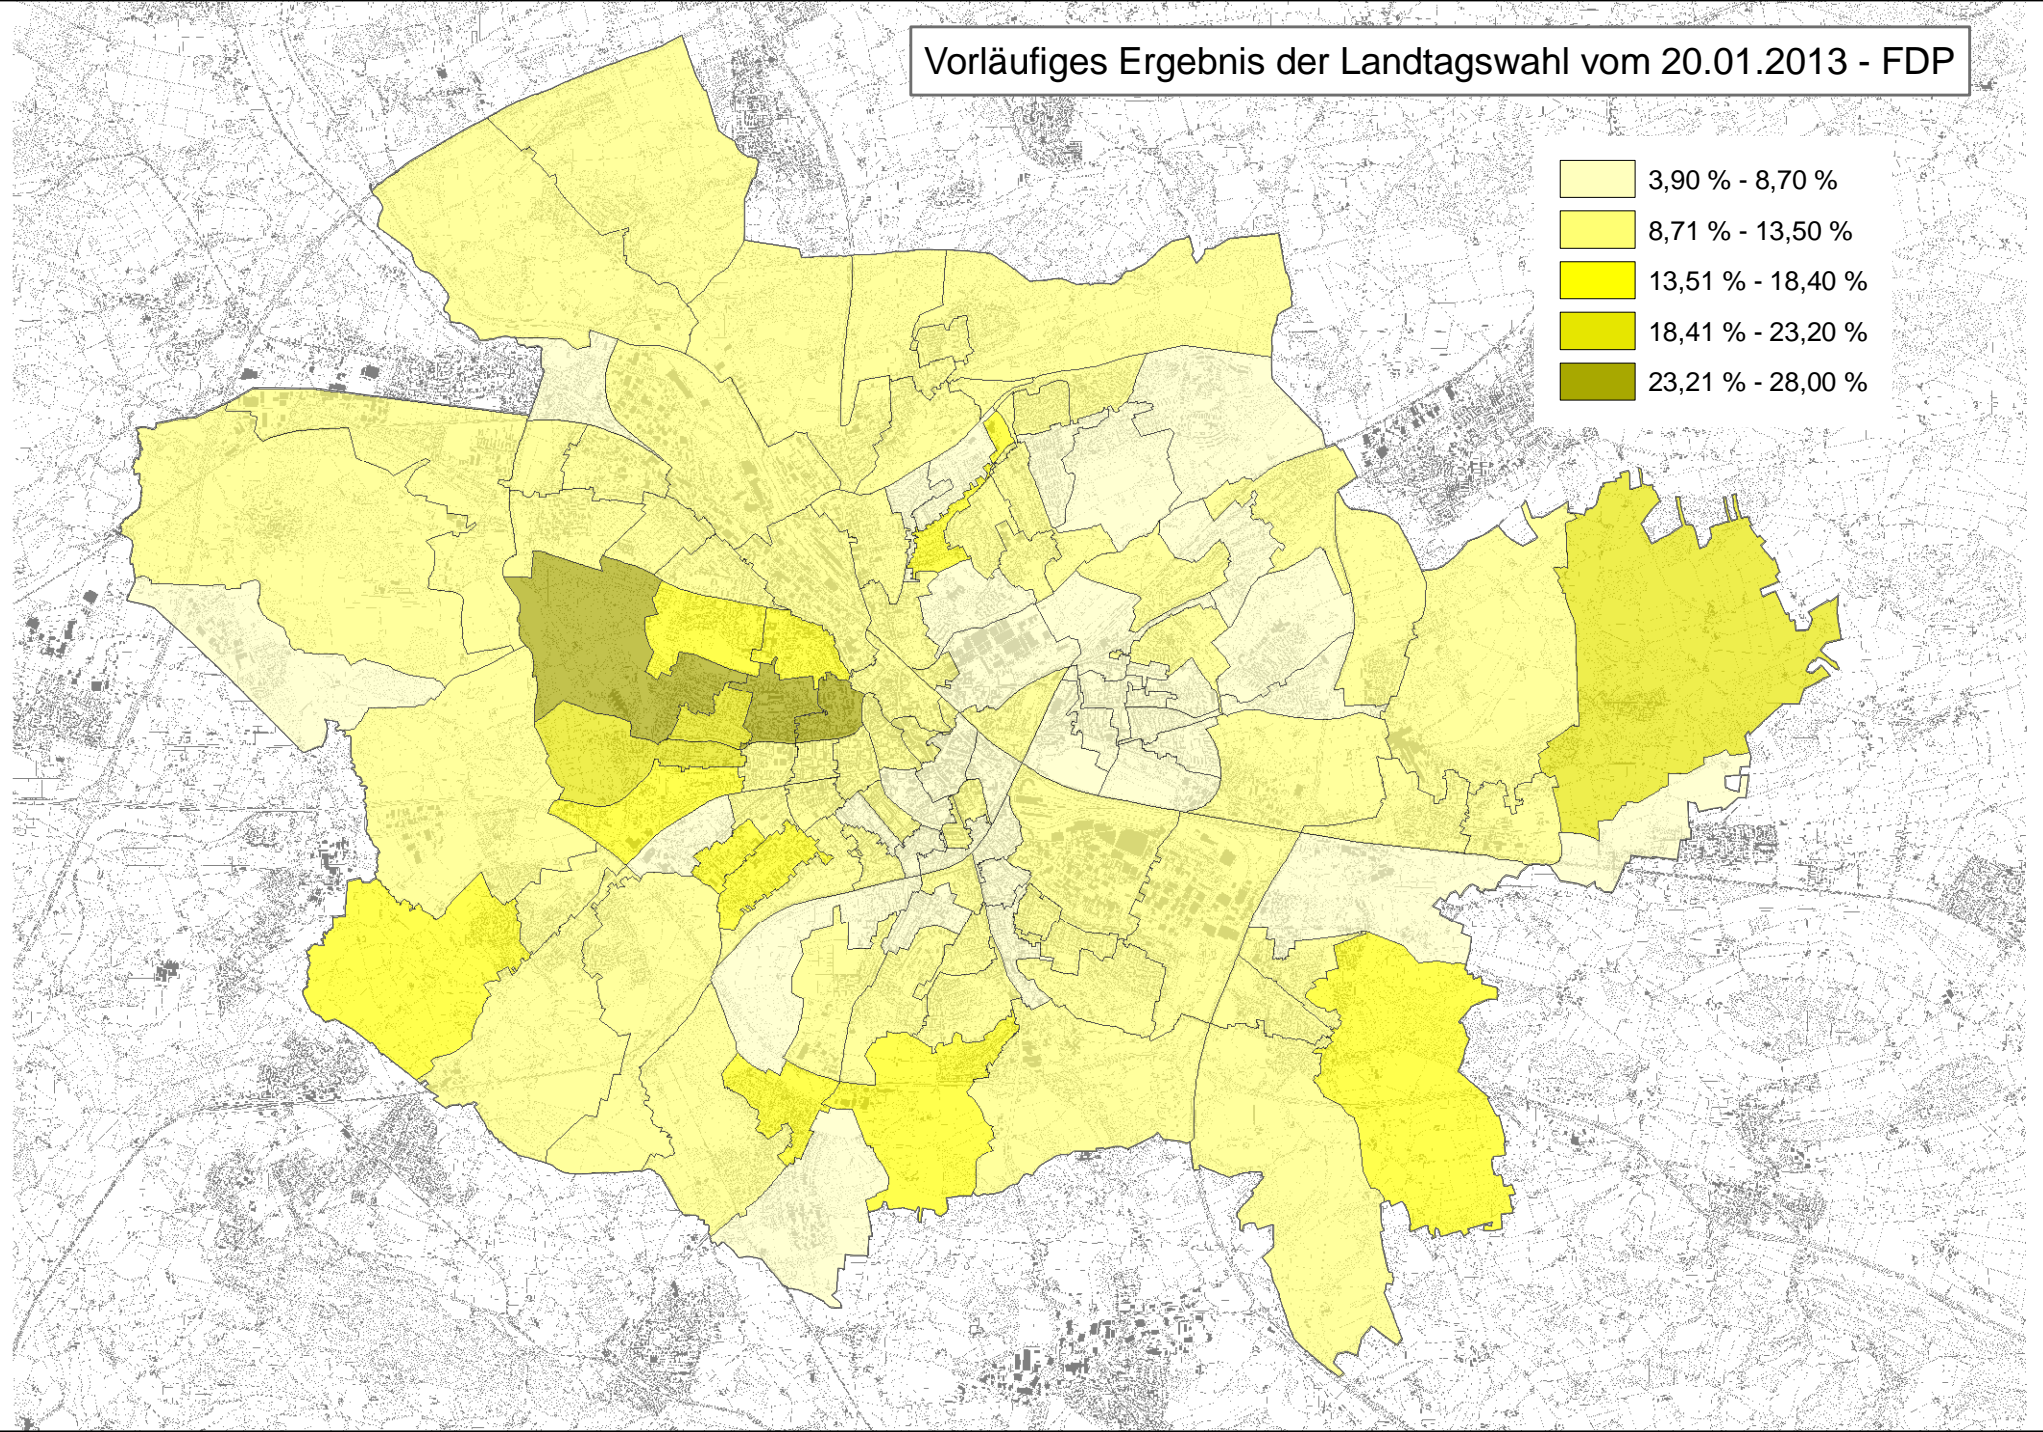 Vorläufiges Ergebnis der Landtagswahl vom 20.01.2013 - FDP
3,90 % - 8,70 %
8,71 % - 13,50 %
13,51 % - 18,40 %
18,41 % - 23,20 %
23,21 % - 28,00 %